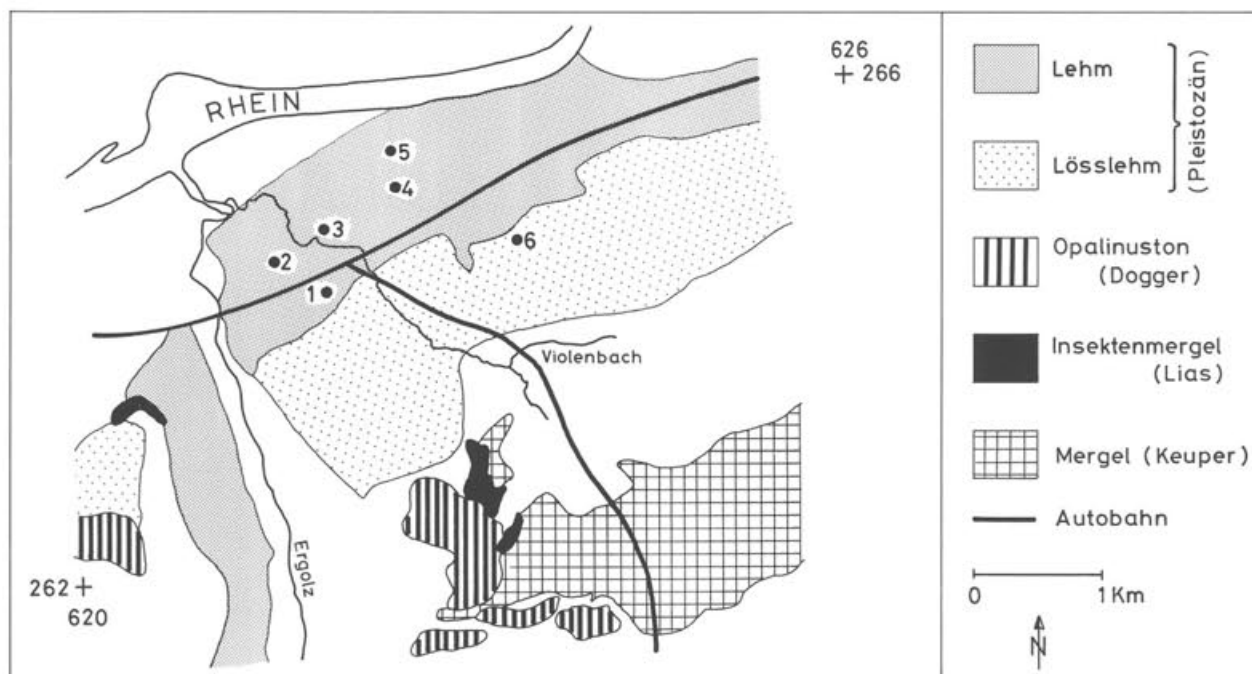 RHEIN
626
+ 266
5
4
3
2
6
1
Violenbach
Ergolz
262 +
620
Lehm
Lösslehm
(Pleistozän)
Opalinuston
(Dogger)
Insektenmergel
(Lias)
Mergel (Keuper)
Autobahn
0 1 Km
N